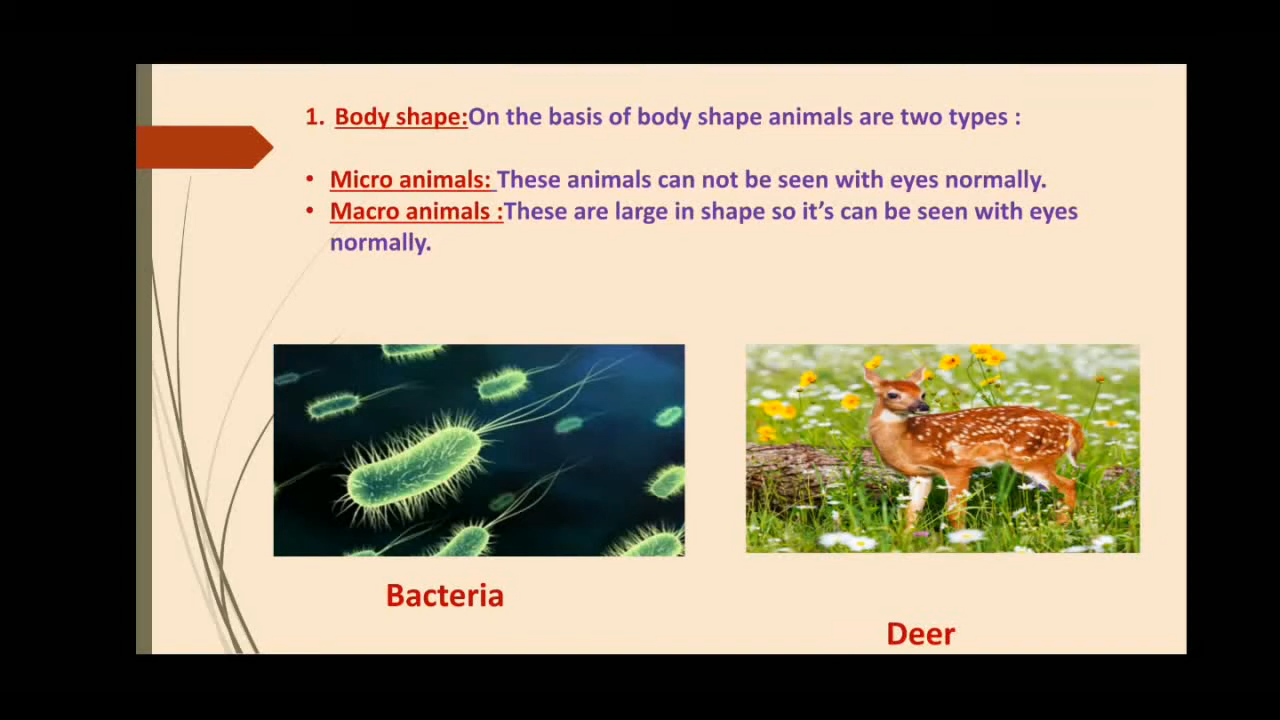 1. Body shape:On the basis of body shape animals are two types :
• Micro animals: These animals can not be seen with eyes normally.
• Macro animals :These are large in shape so it’s can be seen with eyes
normally.
Bacteria
Deer